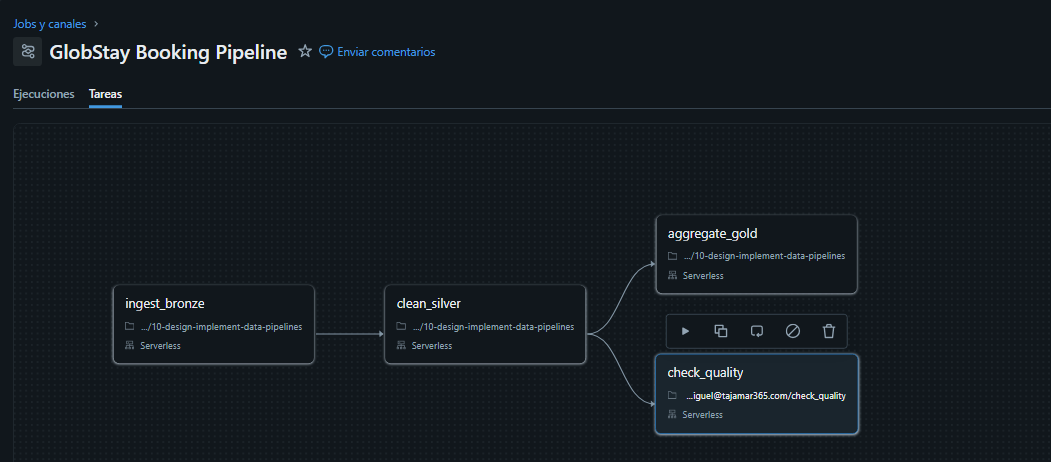 Jobs y canales
GlobStay Booking Pipeline
Enviar comentarios
Ejecuciones
Tareas
ingest_bronze
.../10-design-implement-data-pipelines
Serverless
clean_silver
.../10-design-implement-data-pipelines
Serverless
aggregate_gold
.../10-design-implement-data-pipelines
Serverless
check_quality
...iguel@tajamar365.com/check_quality
Serverless